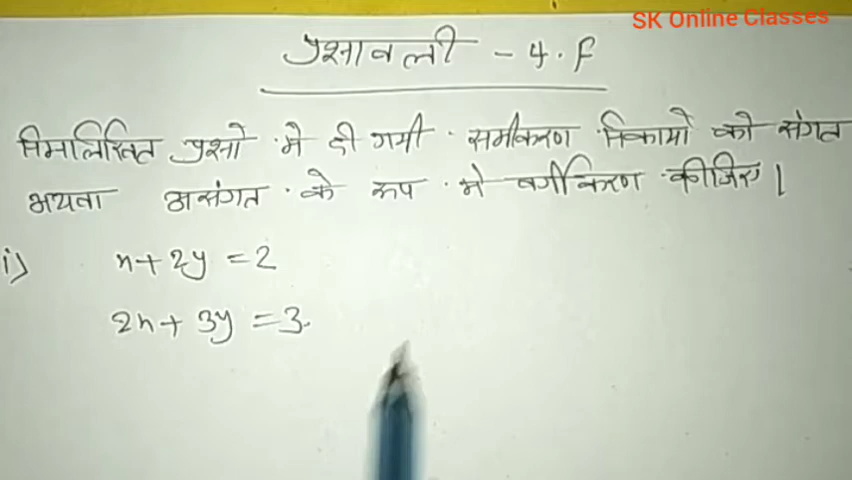 SK Online Classes
प्रश्नावली - 4.F
निम्नलिखित प्रश्नो मे दी गयी समीकरण निकायों को संगत
अथवा असंगत के रूप मे वर्गीकरण कीजिए।
i) x + 2y = 2
2x + 3y = 3